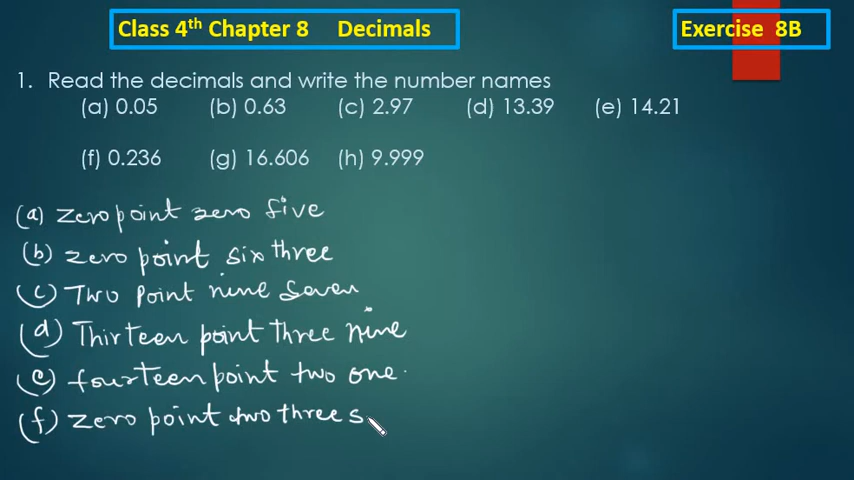 Class 4th Chapter 8 Decimals
Exercise 8B
1. Read the decimals and write the number names
(a) 0.05 (b) 0.63 (c) 2.97 (d) 13.39 (e) 14.21
(f) 0.236 (g) 16.606 (h) 9.999
(a) zero point zero five
(b) zero point six three
(c) Two point nine seven
(d) Thirteen point three nine
(e) fourteen point two one
(f) zero point two three s